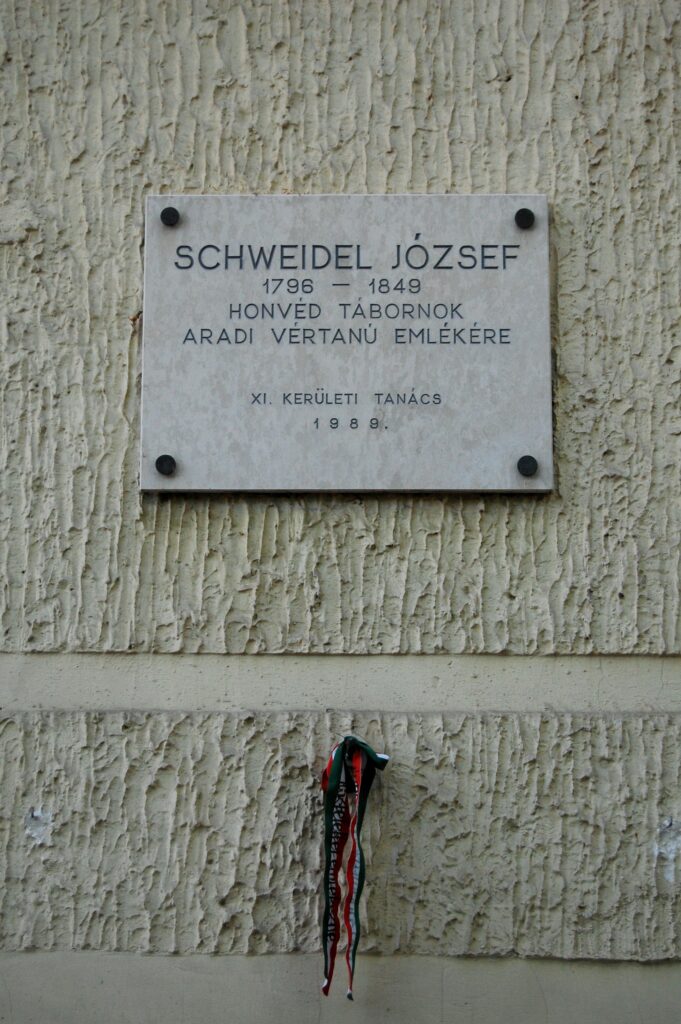 SCHWEIDEL JÓZSEF
1796 — 1849
HONVÉD TÁBORNOK
ARADI VÉRTANÚ EMLÉKÉRE
XI. KERÜLETI TANÁCS
1989.